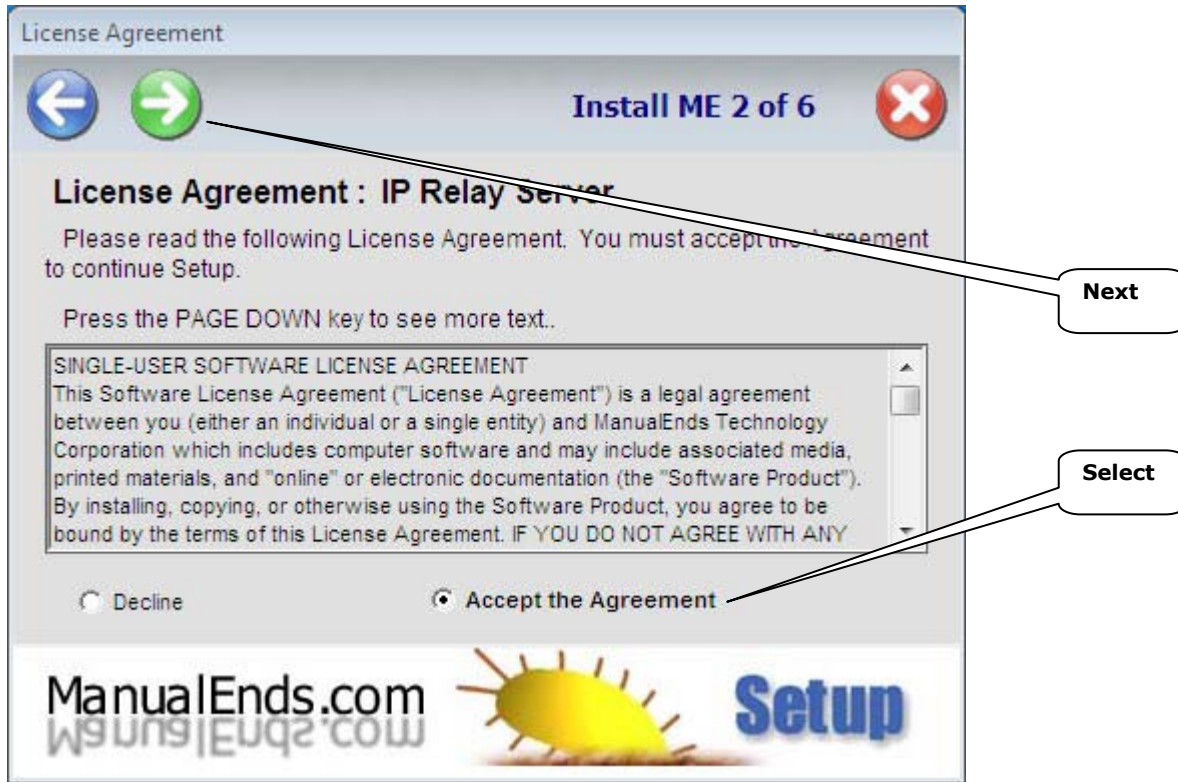 License Agreement
Install ME 2 of 6
License Agreement : IP Relay Server
Please read the following License Agreement. You must accept the Agreement
to continue Setup.
Next
Press the PAGE DOWN key to see more text..
SINGLE-USER SOFTWARE LICENSE AGREEMENT
This Software License Agreement ("License Agreement") is a legal agreement
between you (either an individual or a single entity) and ManualEnds Technology
Corporation which includes computer software and may include associated media,
printed materials, and "online" or electronic documentation (the "Software Product").
By installing, copying, or otherwise using the Software Product, you agree to be
bound by the terms of this License Agreement. IF YOU DO NOT AGREE WITH ANY
Select
Decline
Accept the Agreement
ManualEnds.com
Setup